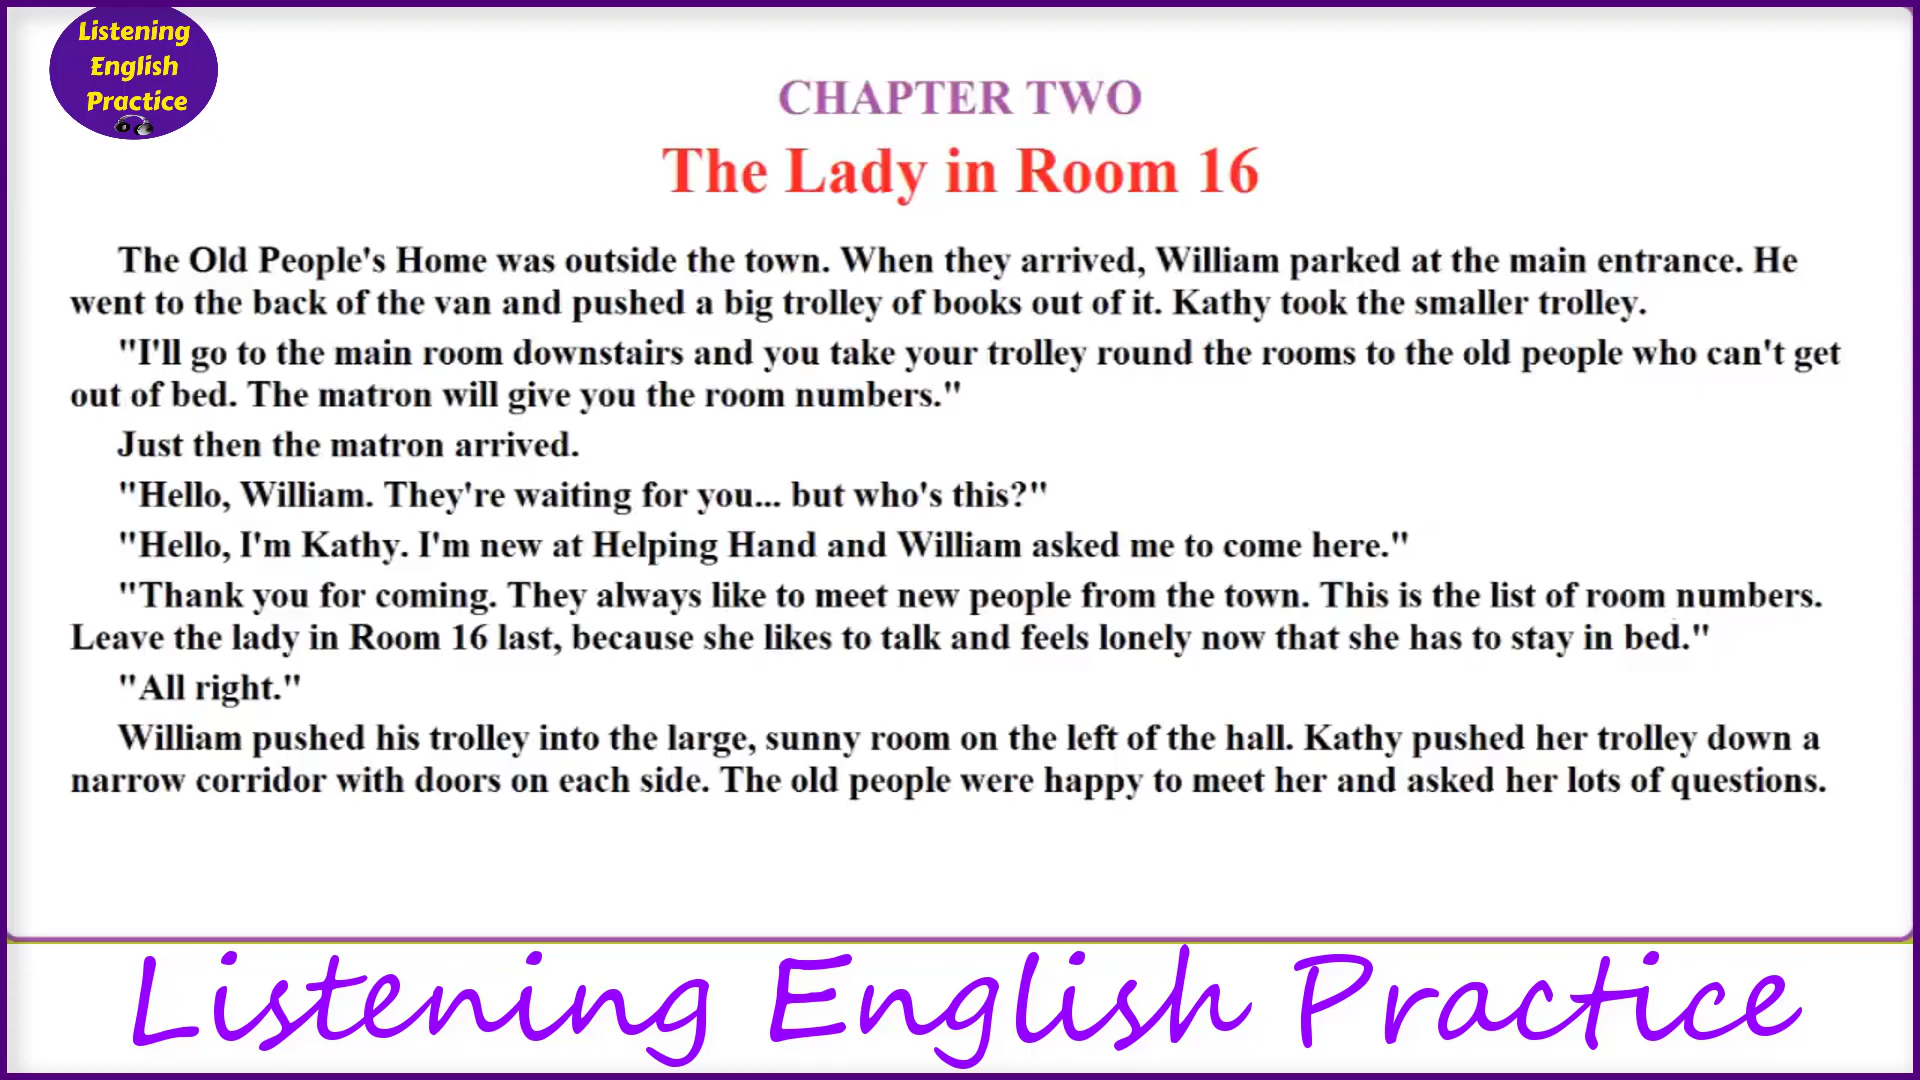 Listening
English
Practice
CHAPTER TWO
The Lady in Room 16
The Old People's Home was outside the town. When they arrived, William parked at the main entrance. He
went to the back of the van and pushed a big trolley of books out of it. Kathy took the smaller trolley.
"I'll go to the main room downstairs and you take your trolley round the rooms to the old people who can't get
out of bed. The matron will give you the room numbers."
Just then the matron arrived.
"Hello, William. They're waiting for you... but who's this?"
"Hello, I'm Kathy. I'm new at Helping Hand and William asked me to come here."
"Thank you for coming. They always like to meet new people from the town. This is the list of room numbers.
Leave the lady in Room 16 last, because she likes to talk and feels lonely now that she has to stay in bed."
"All right."
William pushed his trolley into the large, sunny room on the left of the hall. Kathy pushed her trolley down a
narrow corridor with doors on each side. The old people were happy to meet her and asked her lots of questions.
Listening English Practice